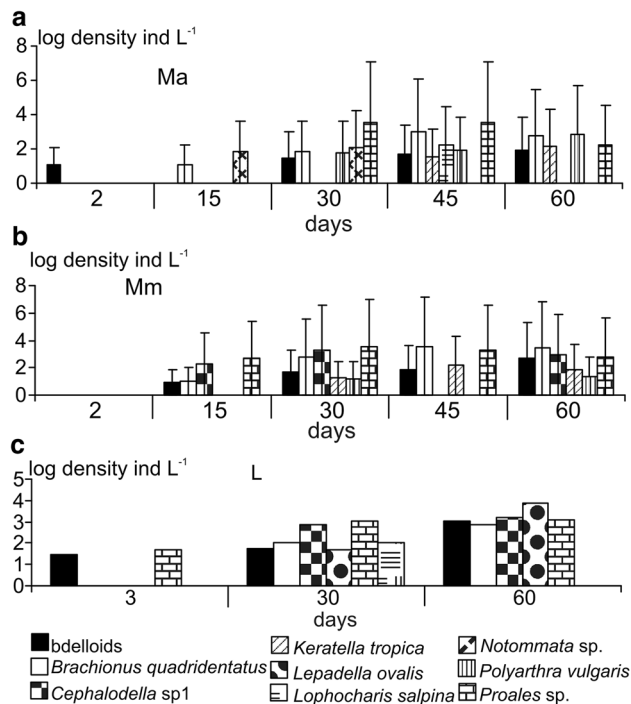 a
log density ind L⁻¹
Ma
8
6
4
2
0
2 15 30 45 60
days
b
log density ind L⁻¹
Mm
8
6
4
2
0
2 15 30 45 60
days
c
log density ind L⁻¹
L
5
4
3
2
1
0
3 30 60
days
bdelloids
Brachionus quadridentatus
Cephalodella sp1
Keratella tropica
Lepadella ovalis
Lophocharis salpina
Notommata sp.
Polyarthra vulgaris
Proales sp.